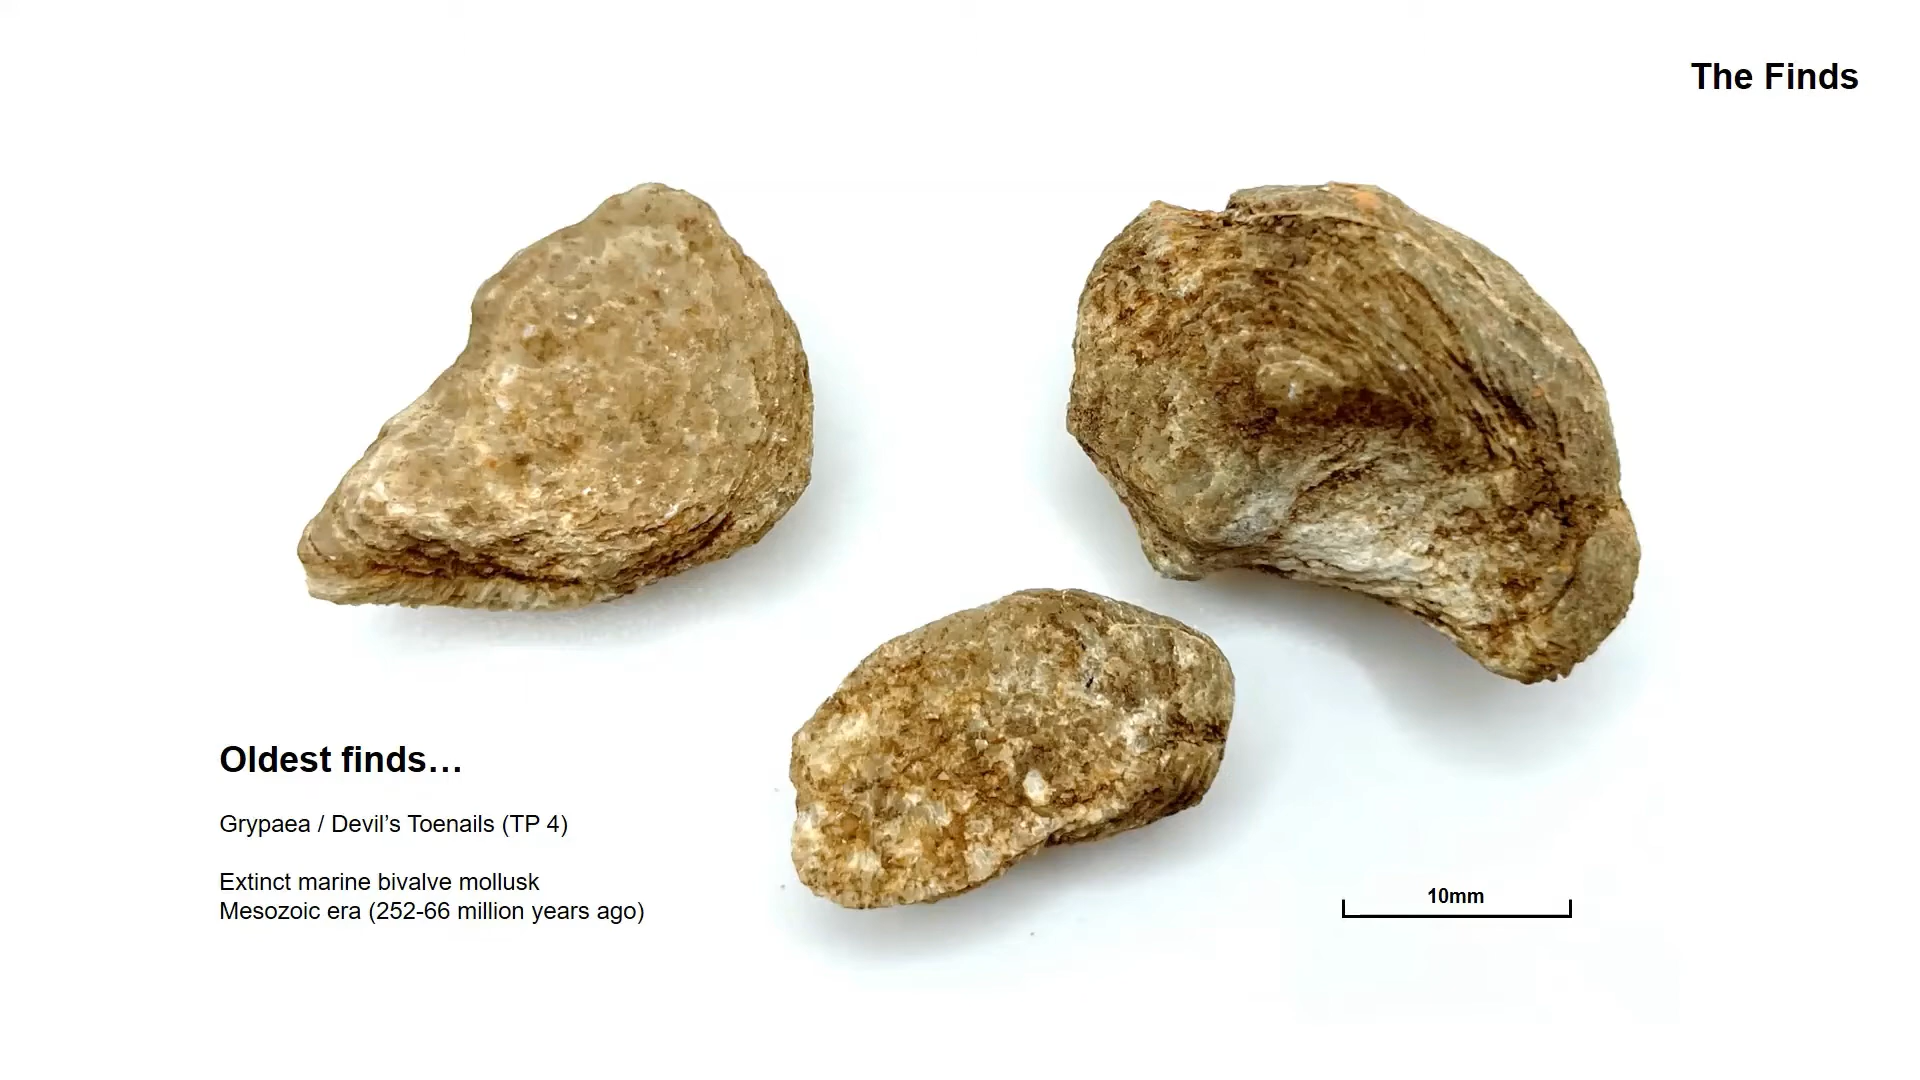 The Finds
Oldest finds…
Grypaea / Devil’s Toenails (TP 4)
Extinct marine bivalve mollusk
Mesozoic era (252-66 million years ago)
10mm